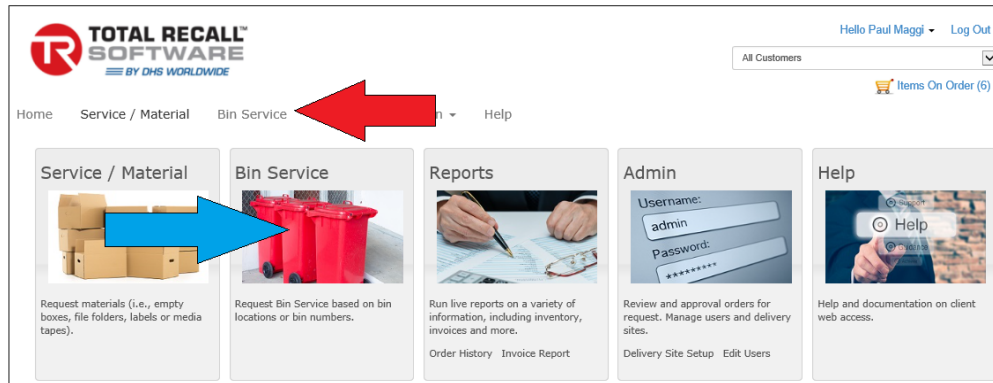 TOTAL RECALL™
SOFTWARE
BY DHS WORLDWIDE
Hello Paul Maggi Log Out
All Customers
Items On Order (6)
Home Service / Material Bin Service n Help
Service / Material
Request materials (i.e., empty
boxes, file folders, labels or media
tapes).
Bin Service
Request Bin Service based on bin
locations or bin numbers.
Reports
Run live reports on a variety of
information, including inventory,
invoices and more.
Order History Invoice Report
Admin
Username:
admin
Password:
*********
Review and approval orders for
request. Manage users and delivery
sites.
Delivery Site Setup Edit Users
Help
Support
Help
Guidance
Help and documentation on client
web access.